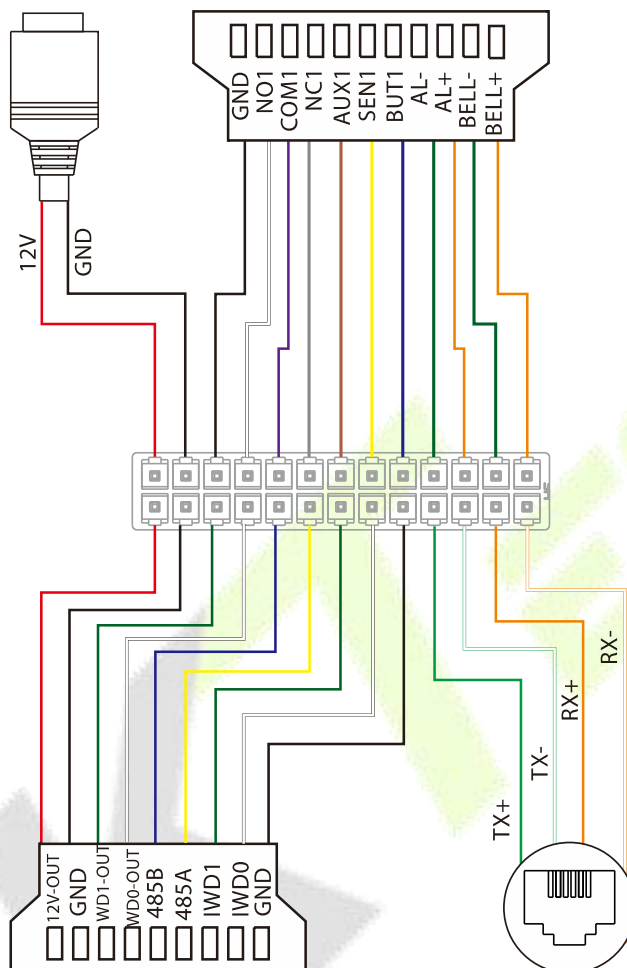 GND
NO1
COM1
NC1
AUX1
SEN1
BUT1
AL-
AL+
BELL-
BELL+
12V
GND
RX-
RX+
TX-
TX+
12V-OUT
GND
WD1-OUT
WD0-OUT
485B
485A
IWD1
IWD0
GND